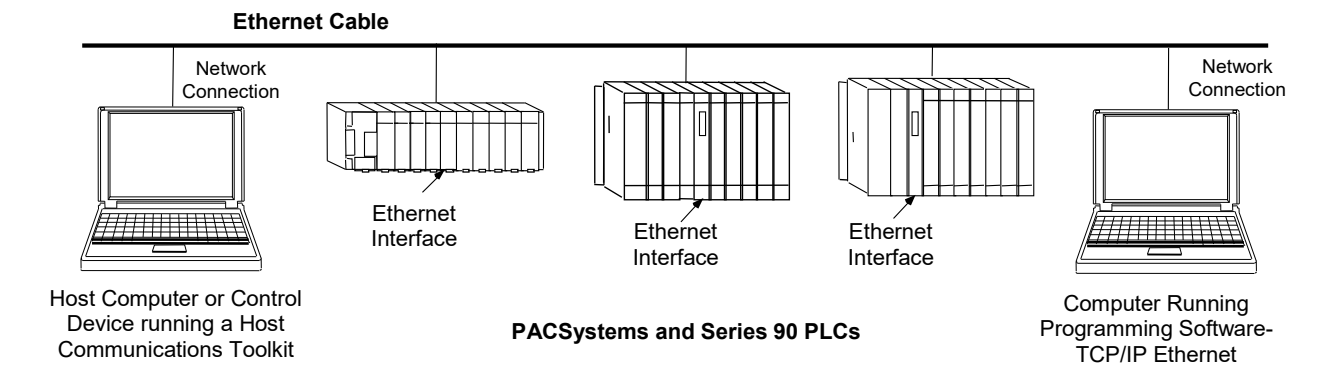 Ethernet Cable
Network
Connection
Network
Connection
Ethernet
Interface
Ethernet
Interface
Ethernet
Interface
Host Computer or Control
Device running a Host
Communications Toolkit
PACSystems and Series 90 PLCs
Computer Running
Programming Software-
TCP/IP Ethernet